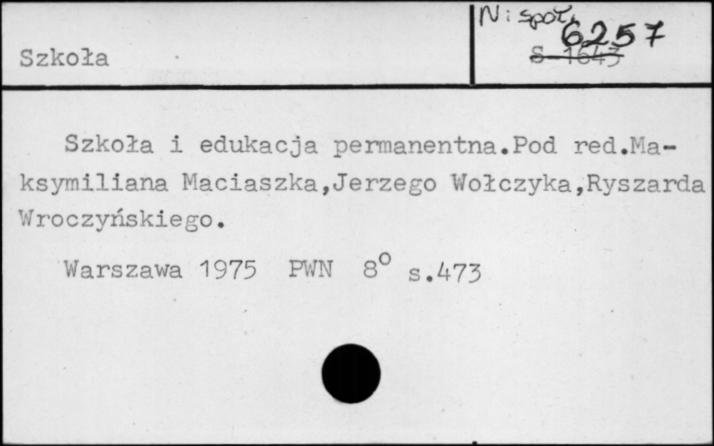 N: społ.
6257
S-1643
Szkoła
Szkoła i edukacja permanentna.Pod red.Ma-
ksymiliana Maciaszka,Jerzego Wołczyka,Ryszarda
Wroczyńskiego.
Warszawa 1975 PWN 8° s.473